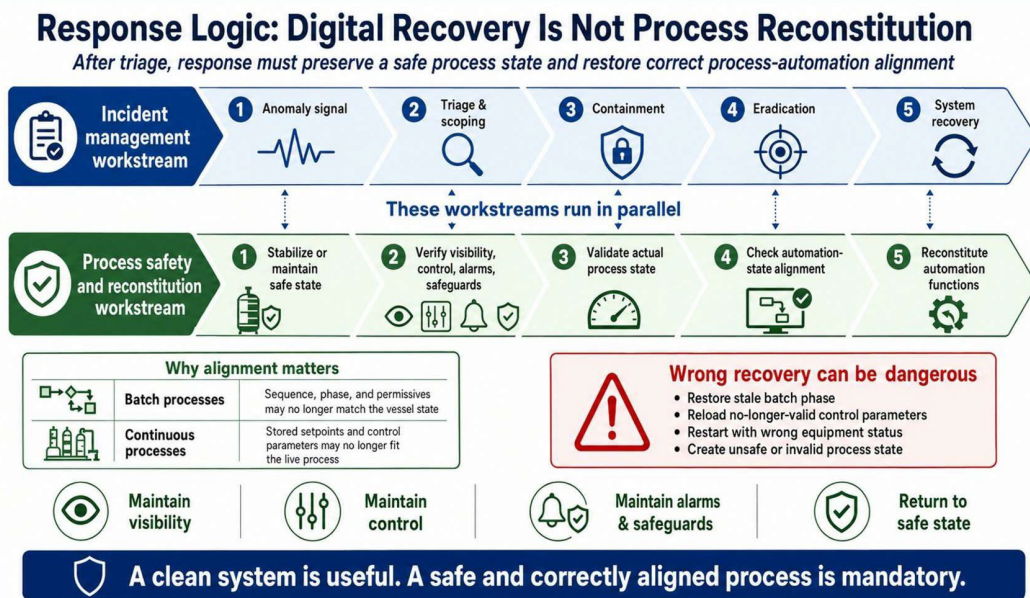 Response Logic: Digital Recovery Is Not Process Reconstitution
After triage, response must preserve a safe process state and restore correct process-automation alignment
Incident
management
workstream
1 Anomaly signal
2 Triage &
scoping
3 Containment
4 Eradication
5 System
recovery
These workstreams run in parallel
Process safety
and reconstitution
workstream
1 Stabilize or
maintain
safe state
2 Verify visibility,
control, alarms,
safeguards
3 Validate actual
process state
4 Check automation-
state alignment
5 Reconstitute
automation
functions
Why alignment matters
Batch processes
Sequence, phase, and permissives
may no longer match the vessel state
Continuous
processes
Stored setpoints and control
parameters may no longer fit
the live process
Wrong recovery can be dangerous
• Restore stale batch phase
• Reload no-longer-valid control parameters
• Restart with wrong equipment status
• Create unsafe or invalid process state
Maintain
visibility
Maintain
control
Maintain alarms
& safeguards
Return to
safe state
A clean system is useful. A safe and correctly aligned process is mandatory.